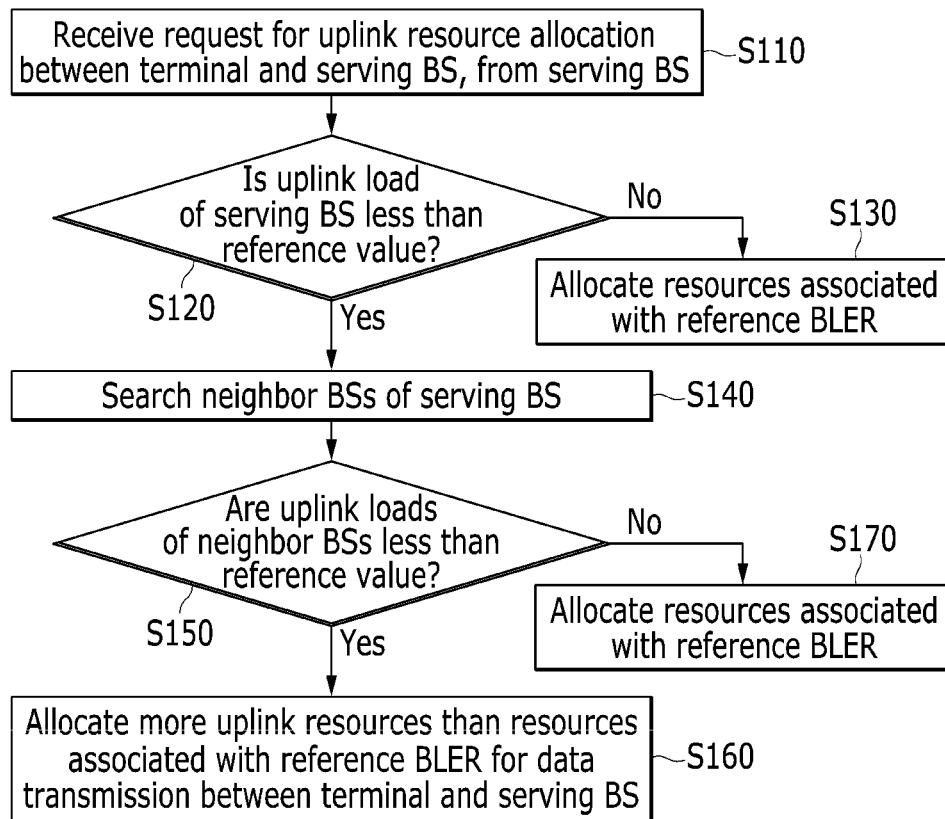 Receive request for uplink resource allocation
between terminal and serving BS, from serving BS
S110
Is uplink load
of serving BS less than
reference value?
No
S120
Yes
S130
Allocate resources associated
with reference BLER
Search neighbor BSs of serving BS
S140
Are uplink loads
of neighbor BSs less than
reference value?
No
S150
Yes
S170
Allocate resources associated
with reference BLER
Allocate more uplink resources than resources
associated with reference BLER for data
transmission between terminal and serving BS
S160